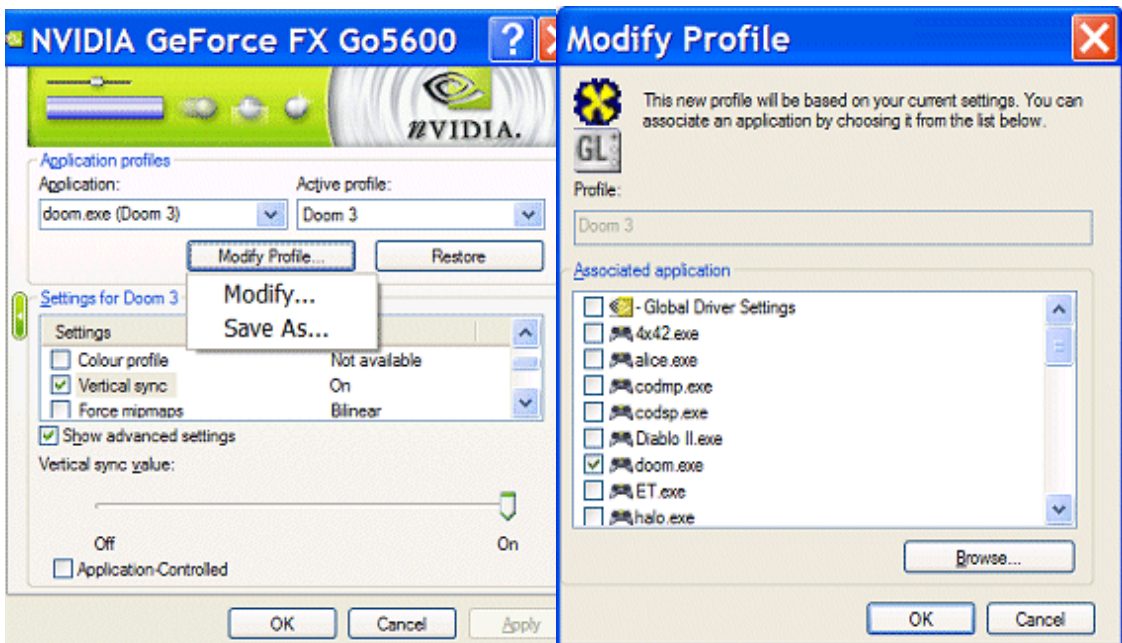 NVIDIA GeForce FX Go5600
nVIDIA.
Application profiles
Application:
Active profile:
doom.exe (Doom 3)
Doom 3
Modify Profile...
Restore
Modify...
Save As...
Settings for Doom 3
Settings
Colour profile
Not available
Vertical sync
On
Force mipmaps
Bilinear
Show advanced settings
Vertical sync value:
Off
On
Application-Controlled
OK
Cancel
Apply
Modify Profile
This new profile will be based on your current settings. You can
associate an application by choosing it from the list below.
GL
Profile:
Doom 3
Associated application
- Global Driver Settings
4x42.exe
alice.exe
codmp.exe
codsp.exe
Diablo II.exe
doom.exe
ET.exe
halo.exe
Browse...
OK
Cancel